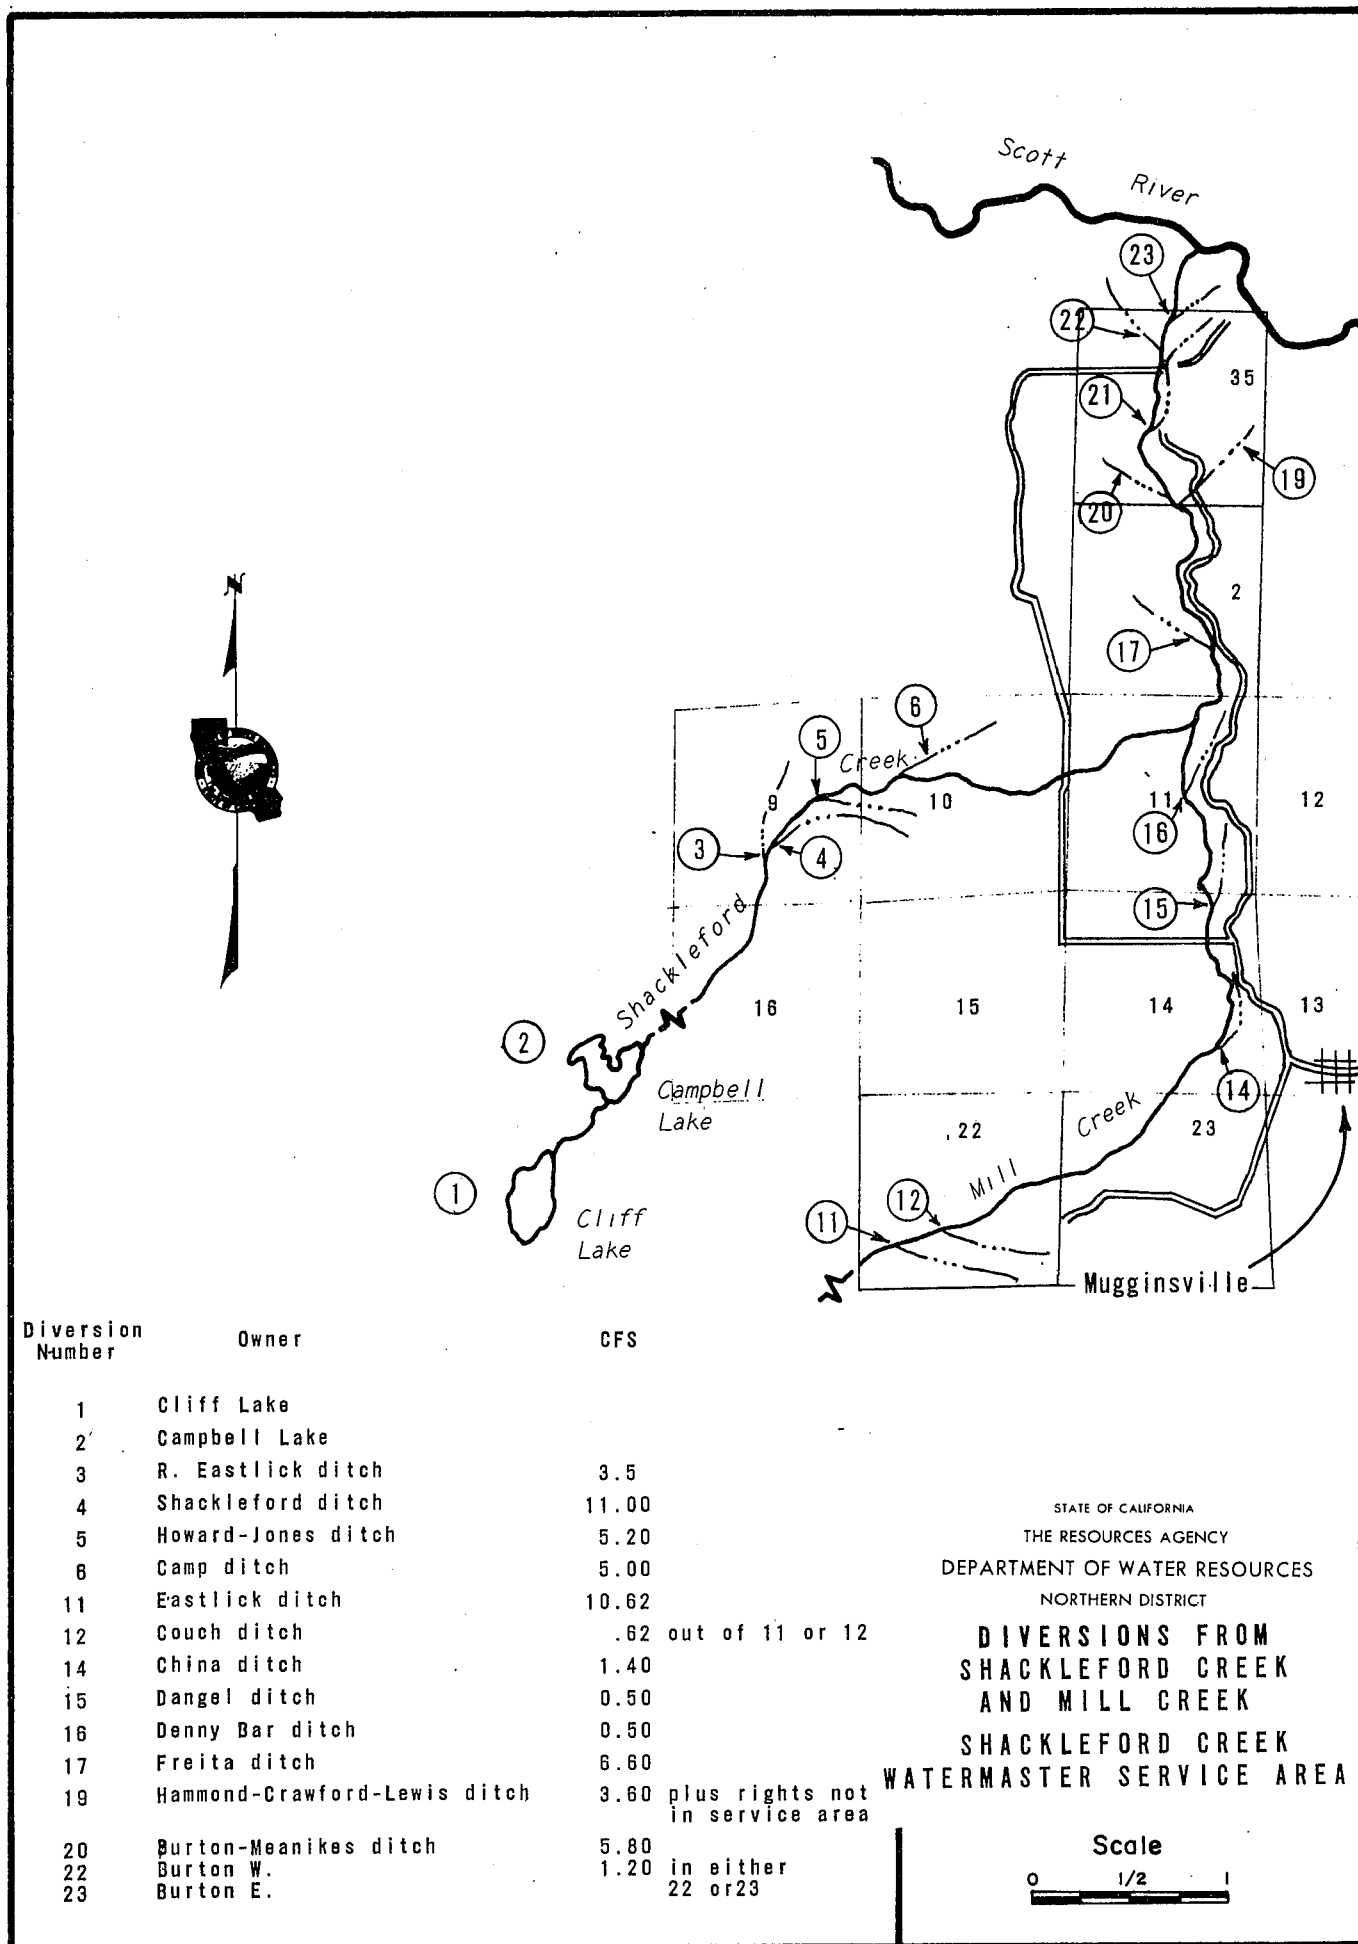 Scott
River
23
22
35
21
19
20
2
17
6
5
Creek
9
10
11
12
16
3
4
15
Shackleford
16
15
14
13
2
Campbell
Lake
14
Creek
22
23
1
Mill
12
Cliff
Lake
11
Mugginsville
N
Diversion
Number
Owner
CFS
1 Cliff Lake
2 Campbell Lake
3 R. Eastlick ditch 3.5
4 Shackleford ditch 11.00
5 Howard-Jones ditch 5.20
6 Camp ditch 5.00
11 Eastlick ditch 10.62
12 Couch ditch .62 out of 11 or 12
14 China ditch 1.40
15 Dangel ditch 0.50
16 Denny Bar ditch 0.50
17 Freita ditch 6.60
19 Hammond-Crawford-Lewis ditch 3.60 plus rights not
in service area
20 Burton-Meanikes ditch 5.80
22 Burton W. 1.20 in either
23 Burton E. 22 or23
STATE OF CALIFORNIA
THE RESOURCES AGENCY
DEPARTMENT OF WATER RESOURCES
NORTHERN DISTRICT
DIVERSIONS FROM
SHACKLEFORD CREEK
AND MILL CREEK
SHACKLEFORD CREEK
WATERMASTER SERVICE AREA
Scale
0 1/2 1